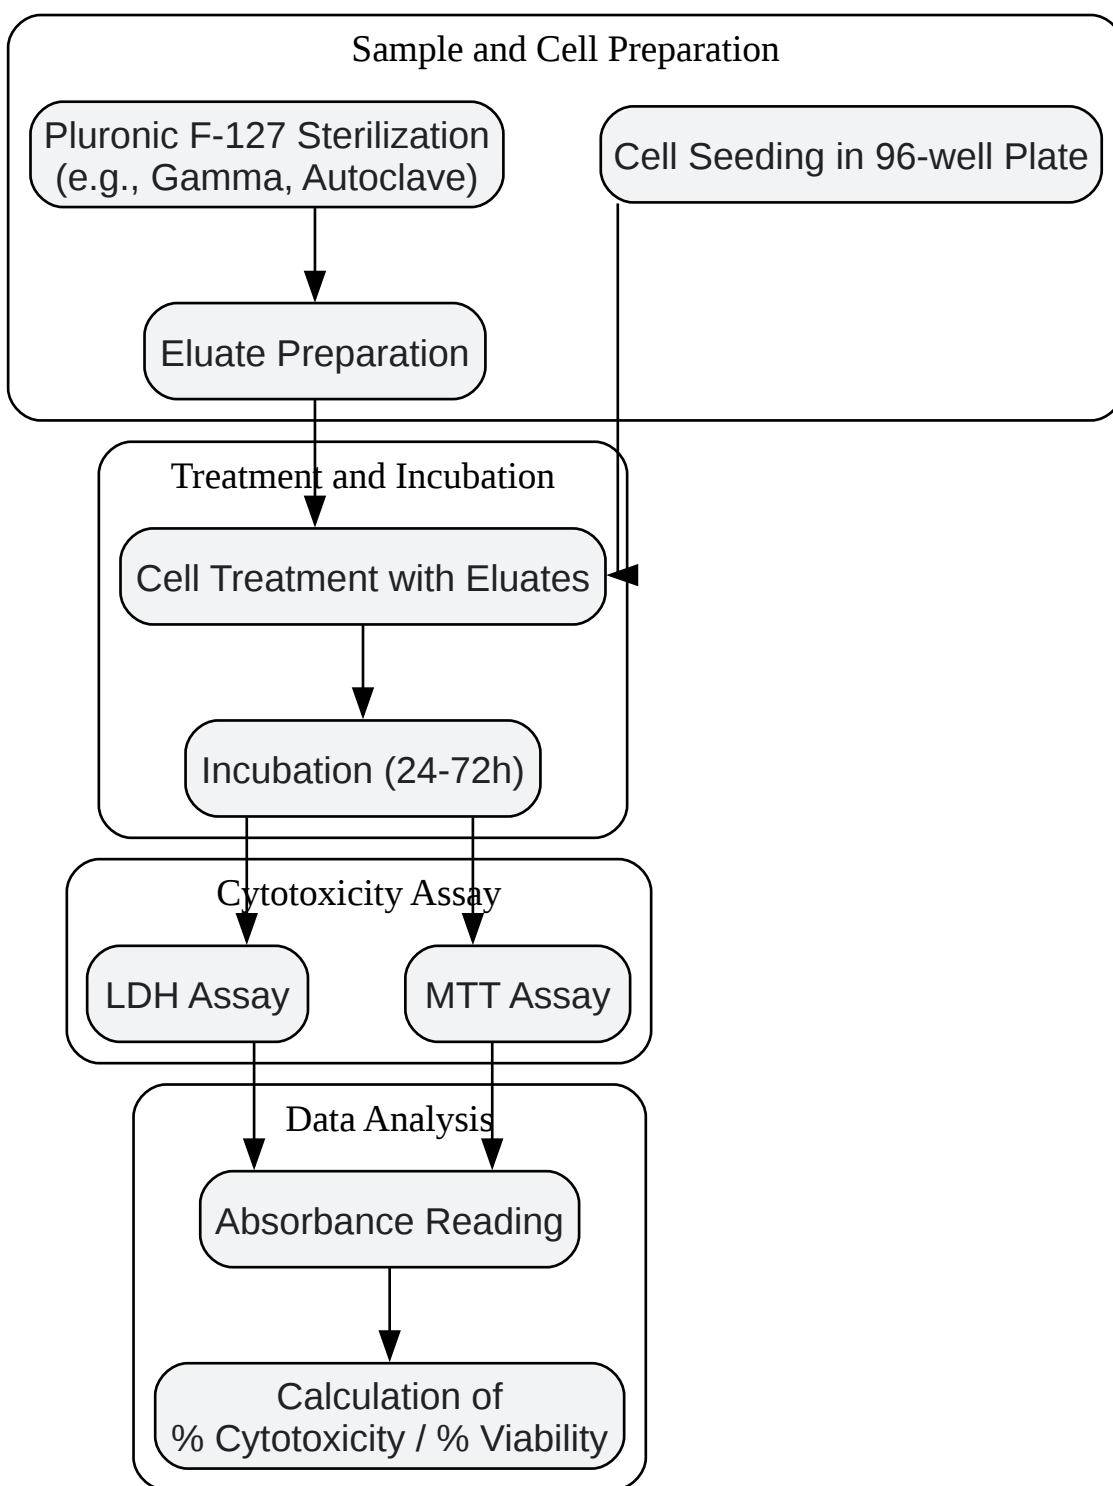 Sample and Cell Preparation
Pluronic F-127 Sterilization
(e.g., Gamma, Autoclave)
Cell Seeding in 96-well Plate
Eluate Preparation
Treatment and Incubation
Cell Treatment with Eluates
Incubation (24-72h)
Cytotoxicity Assay
LDH Assay
MTT Assay
Data Analysis
Absorbance Reading
Calculation of
% Cytotoxicity / % Viability